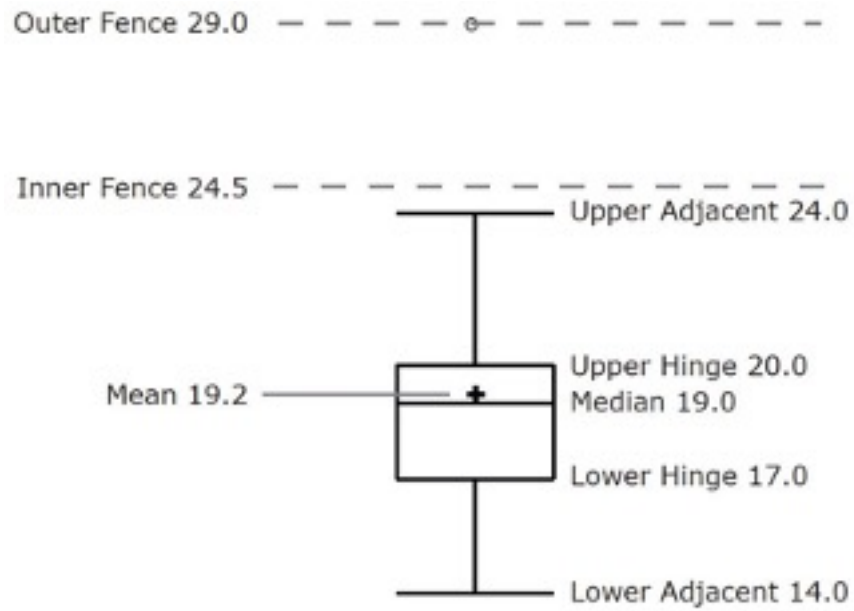 Outer Fence 29.0
Inner Fence 24.5
Upper Adjacent 24.0
Upper Hinge 20.0
Mean 19.2
Median 19.0
Lower Hinge 17.0
Lower Adjacent 14.0